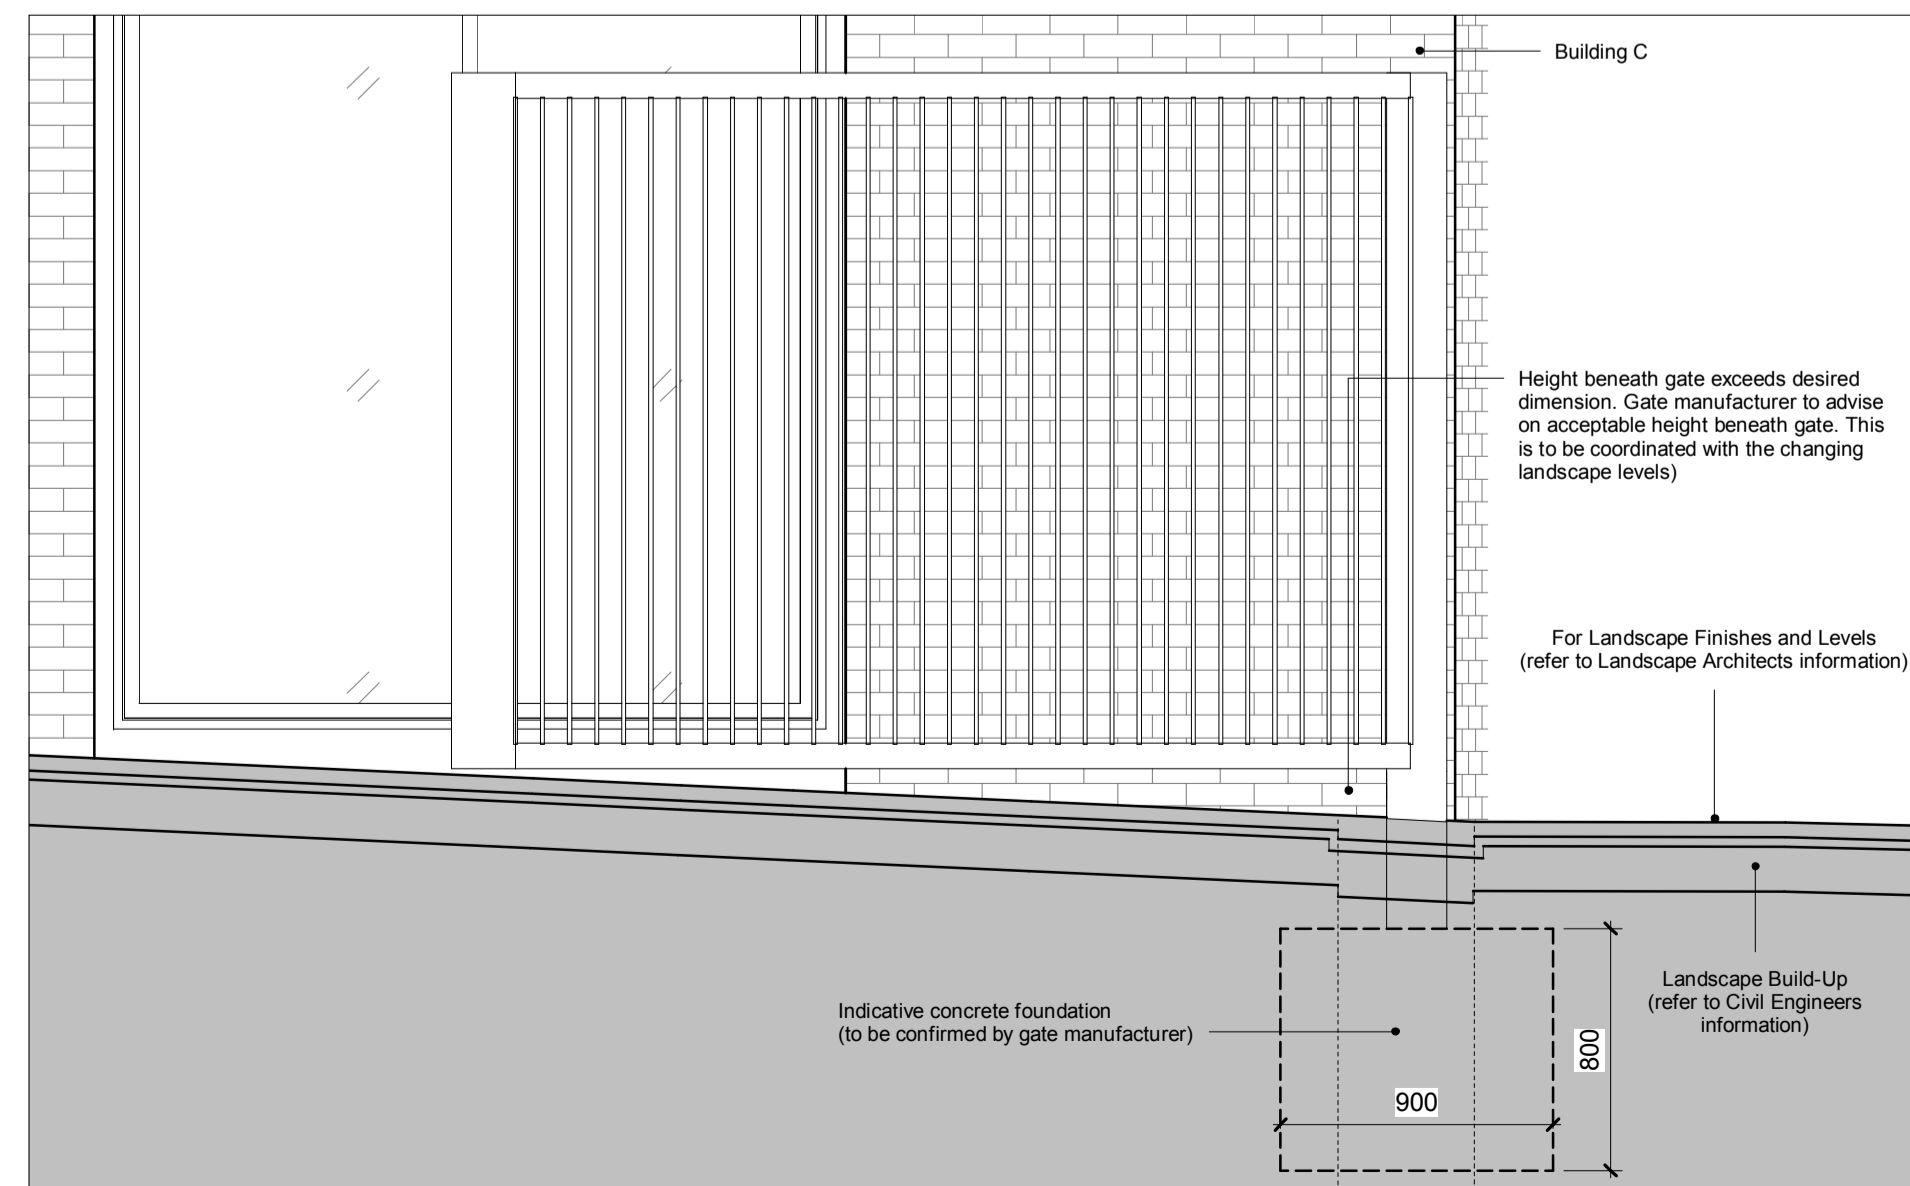 Building C
Height beneath gate exceeds desired
dimension. Gate manufacturer to advise
on acceptable height beneath gate. This
is to be coordinated with the changing
landscape levels)
For Landscape Finishes and Levels
(refer to Landscape Architects information)
Landscape Build-Up
(refer to Civil Engineers
information)
Indicative concrete foundation
(to be confirmed by gate manufacturer)
800
900